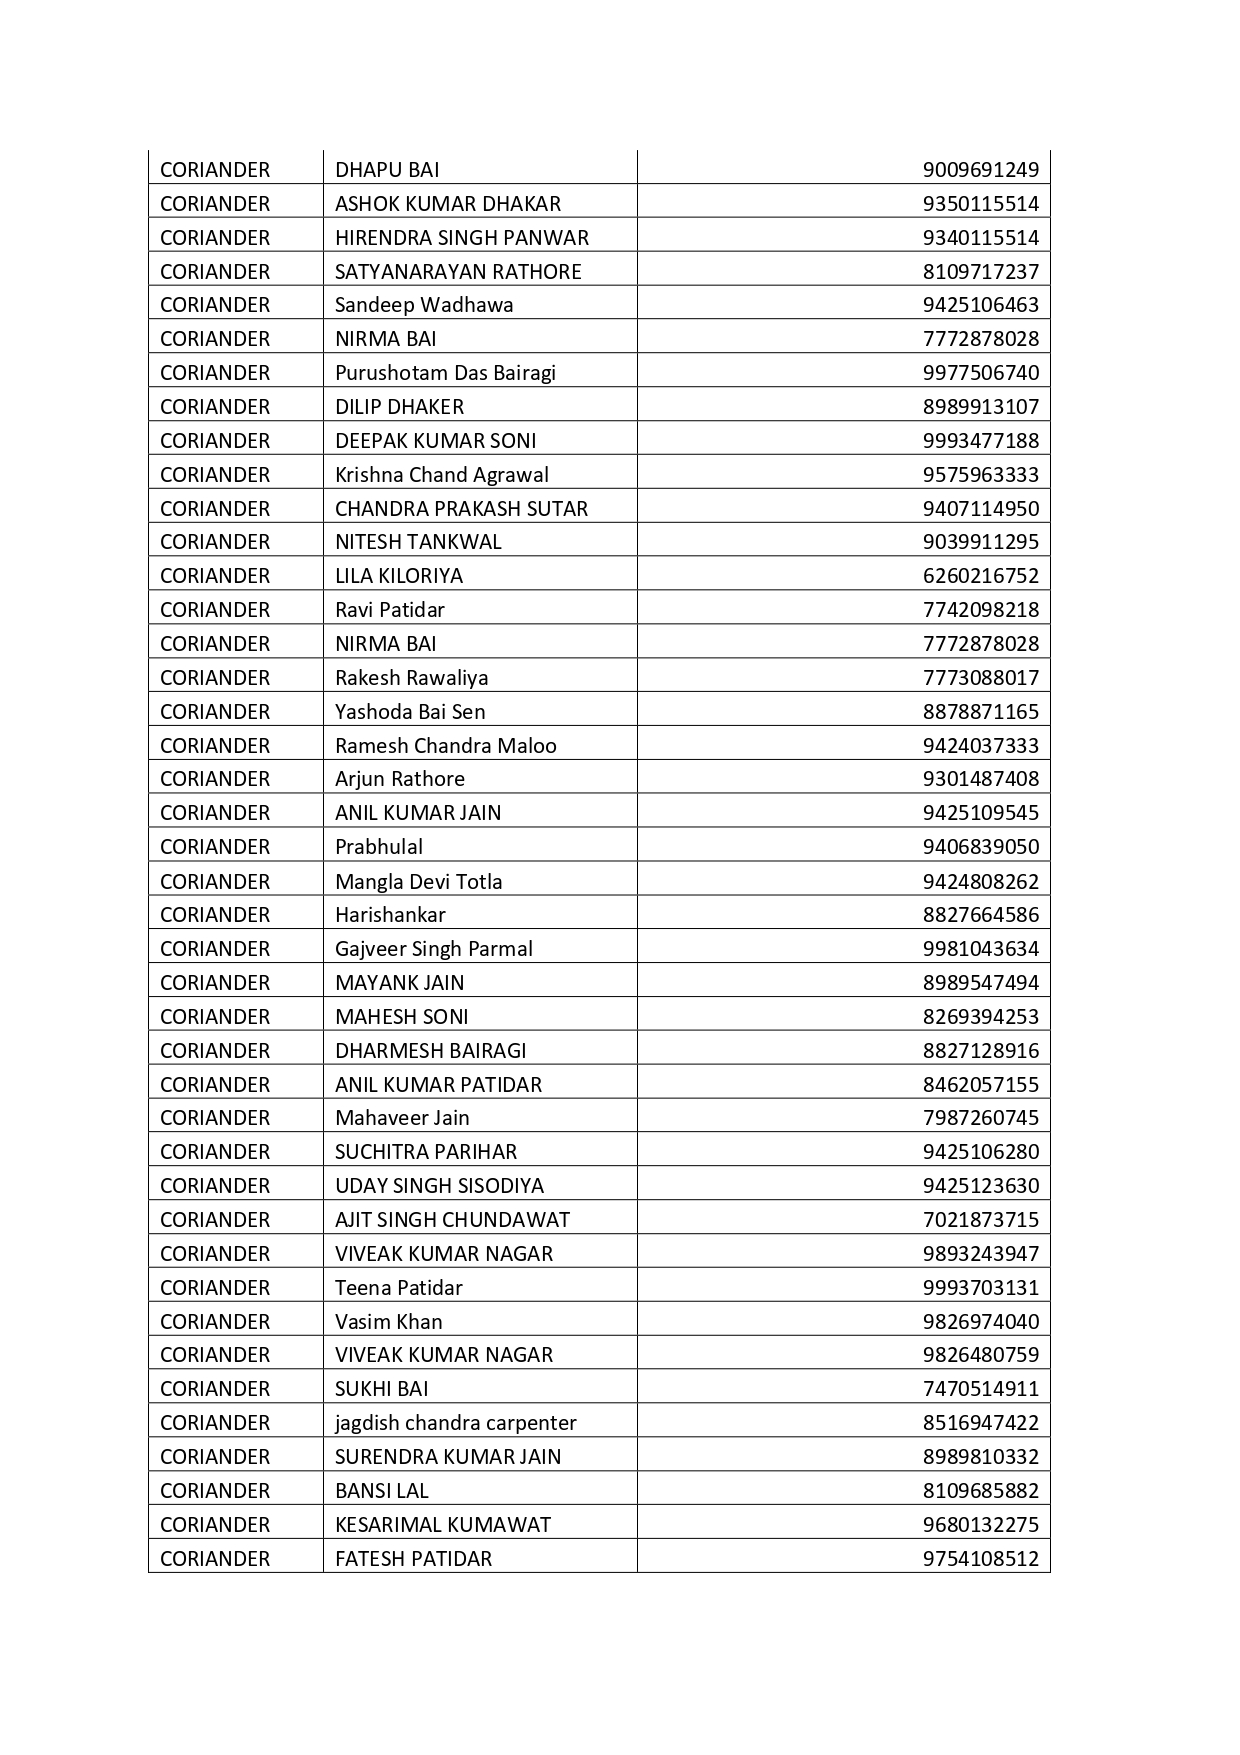 CORIANDER DHAPU BAI 9009691249
CORIANDER ASHOK KUMAR DHAKAR 9350115514
CORIANDER HIRENDRA SINGH PANWAR 9340115514
CORIANDER SATYANARAYAN RATHORE 8109717237
CORIANDER Sandeep Wadhawa 9425106463
CORIANDER NIRMA BAI 7772878028
CORIANDER Purushotam Das Bairagi 9977506740
CORIANDER DILIP DHAKER 8989913107
CORIANDER DEEPAK KUMAR SONI 9993477188
CORIANDER Krishna Chand Agrawal 9575963333
CORIANDER CHANDRA PRAKASH SUTAR 9407114950
CORIANDER NITESH TANKWAL 9039911295
CORIANDER LILA KILORIYA 6260216752
CORIANDER Ravi Patidar 7742098218
CORIANDER NIRMA BAI 7772878028
CORIANDER Rakesh Rawaliya 7773088017
CORIANDER Yashoda Bai Sen 8878871165
CORIANDER Ramesh Chandra Maloo 9424037333
CORIANDER Arjun Rathore 9301487408
CORIANDER ANIL KUMAR JAIN 9425109545
CORIANDER Prabhulal 9406839050
CORIANDER Mangla Devi Totla 9424808262
CORIANDER Harishankar 8827664586
CORIANDER Gajveer Singh Parmal 9981043634
CORIANDER MAYANK JAIN 8989547494
CORIANDER MAHESH SONI 8269394253
CORIANDER DHARMESH BAIRAGI 8827128916
CORIANDER ANIL KUMAR PATIDAR 8462057155
CORIANDER Mahaveer Jain 7987260745
CORIANDER SUCHITRA PARIHAR 9425106280
CORIANDER UDAY SINGH SISODIYA 9425123630
CORIANDER AJIT SINGH CHUNDAWAT 7021873715
CORIANDER VIVEAK KUMAR NAGAR 9893243947
CORIANDER Teena Patidar 9993703131
CORIANDER Vasim Khan 9826974040
CORIANDER VIVEAK KUMAR NAGAR 9826480759
CORIANDER SUKHI BAI 7470514911
CORIANDER jagdish chandra carpenter 8516947422
CORIANDER SURENDRA KUMAR JAIN 8989810332
CORIANDER BANSI LAL 8109685882
CORIANDER KESARIMAL KUMAWAT 9680132275
CORIANDER FATESH PATIDAR 9754108512